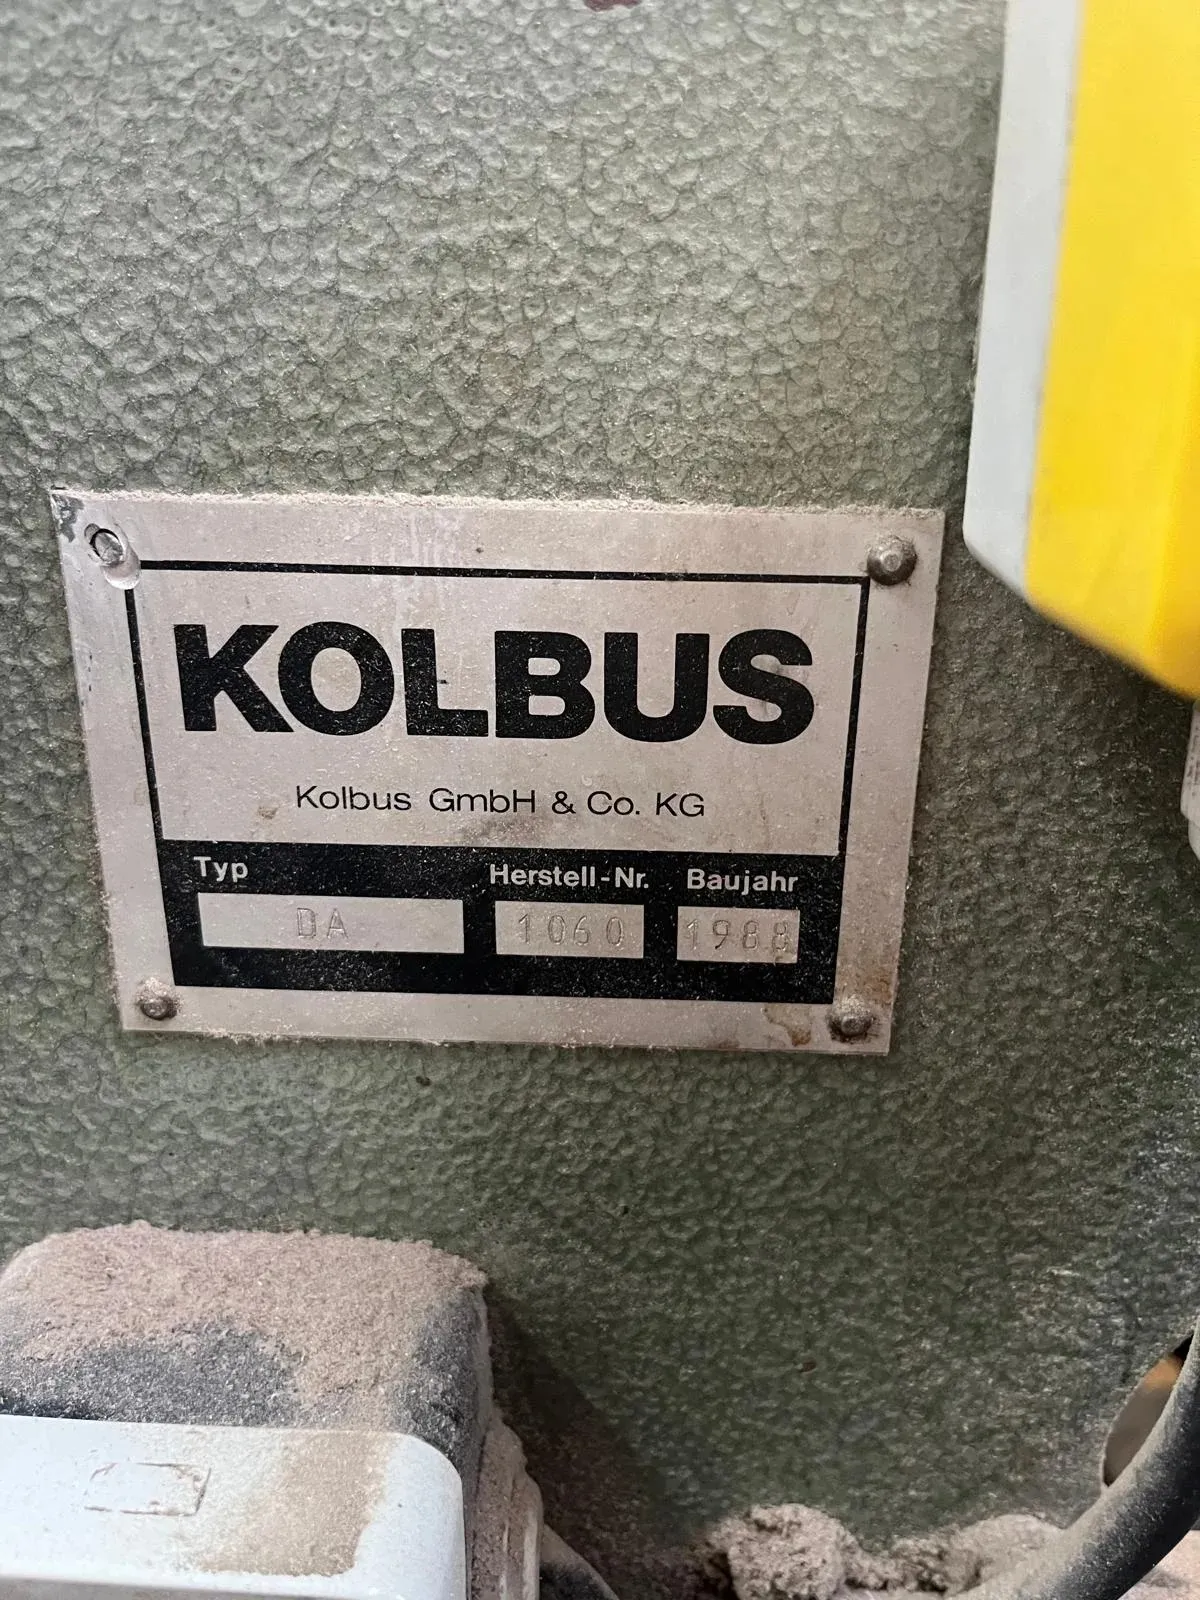 KOLBUS
Kolbus GmbH & Co. KG
Typ Herstell-Nr. Baujahr
DA 1060 1988